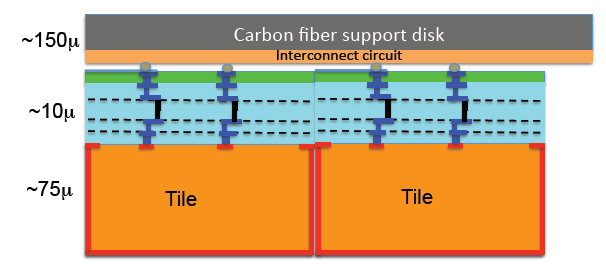 Carbon fiber support disk
~150μ
Interconnect circuit
~10μ
~75μ
Tile
Tile